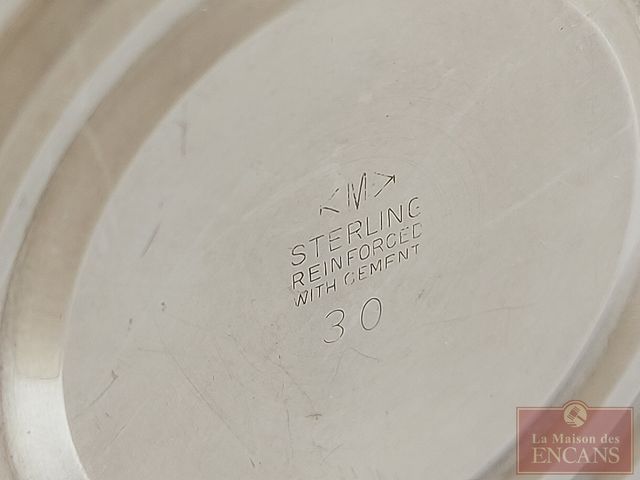 <M>
STERLING
REINFORCED
WITH CEMENT
30
La Maison des
ENCANS